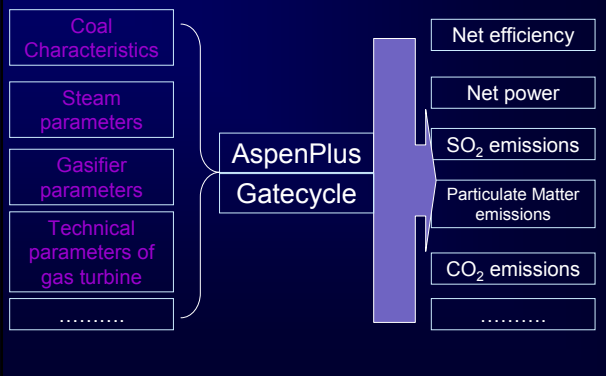 Coal
Characteristics
Steam
parameters
Gasifier
parameters
Technical
parameters of
gas turbine
……….
AspenPlus
Gatecycle
Net efficiency
Net power
SO₂ emissions
Particulate Matter
emissions
CO₂ emissions
……….